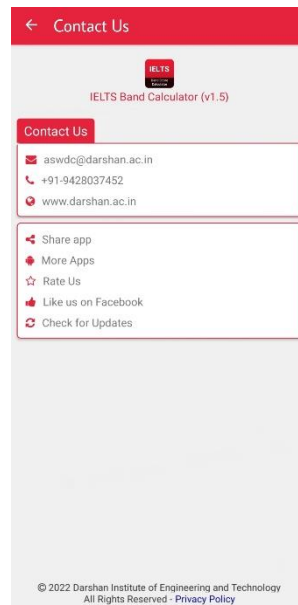 Contact Us
IELTS
IELTS Band Calculator (v1.5)
Contact Us
aswdc@darshan.ac.in
+91-9428037452
www.darshan.ac.in
Share app
More Apps
Rate Us
Like us on Facebook
Check for Updates
© 2022 Darshan Institute of Engineering and Technology
All Rights Reserved - Privacy Policy